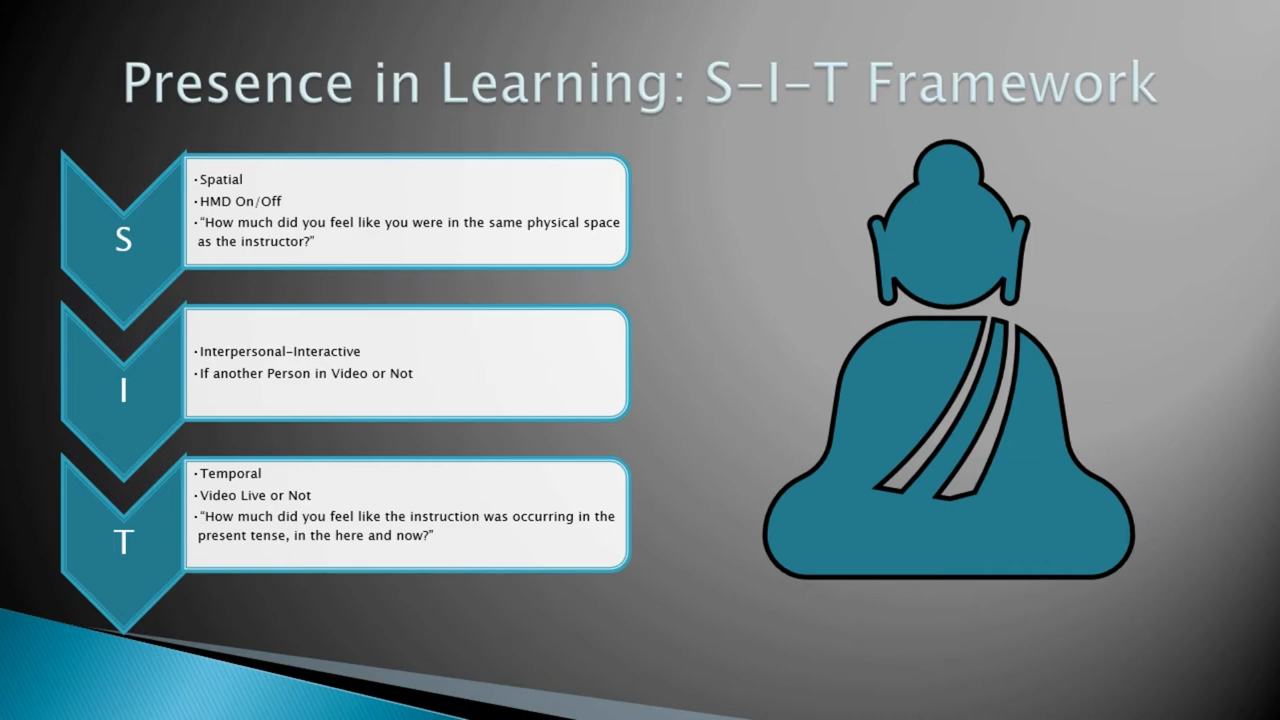 Presence in Learning: S-I-T Framework
S
·Spatial
·HMD On/Off
·“How much did you feel like you were in the same physical space
as the instructor?”
I
·Interpersonal-Interactive
·If another Person in Video or Not
T
·Temporal
·Video Live or Not
·“How much did you feel like the instruction was occurring in the
present tense, in the here and now?”